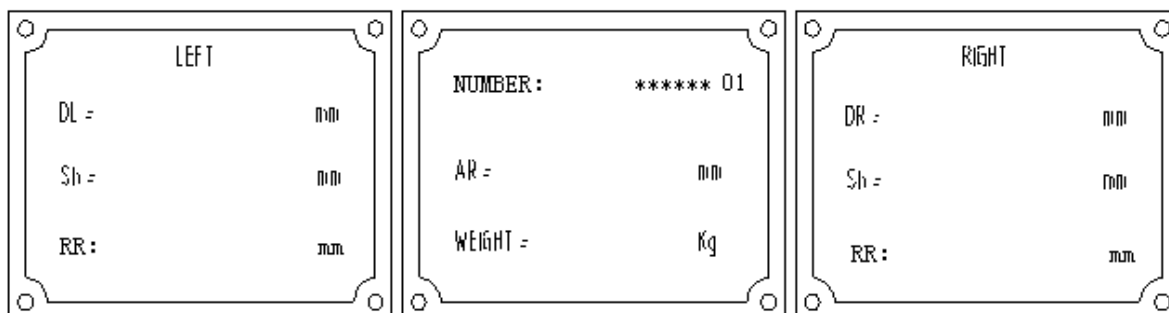 LEFT
DL = mm
Sh = mm
RR: mm
NUMBER: ****** 01
AR = mm
WEIGHT = Kg
RIGHT
DR = mm
Sh = mm
RR: mm